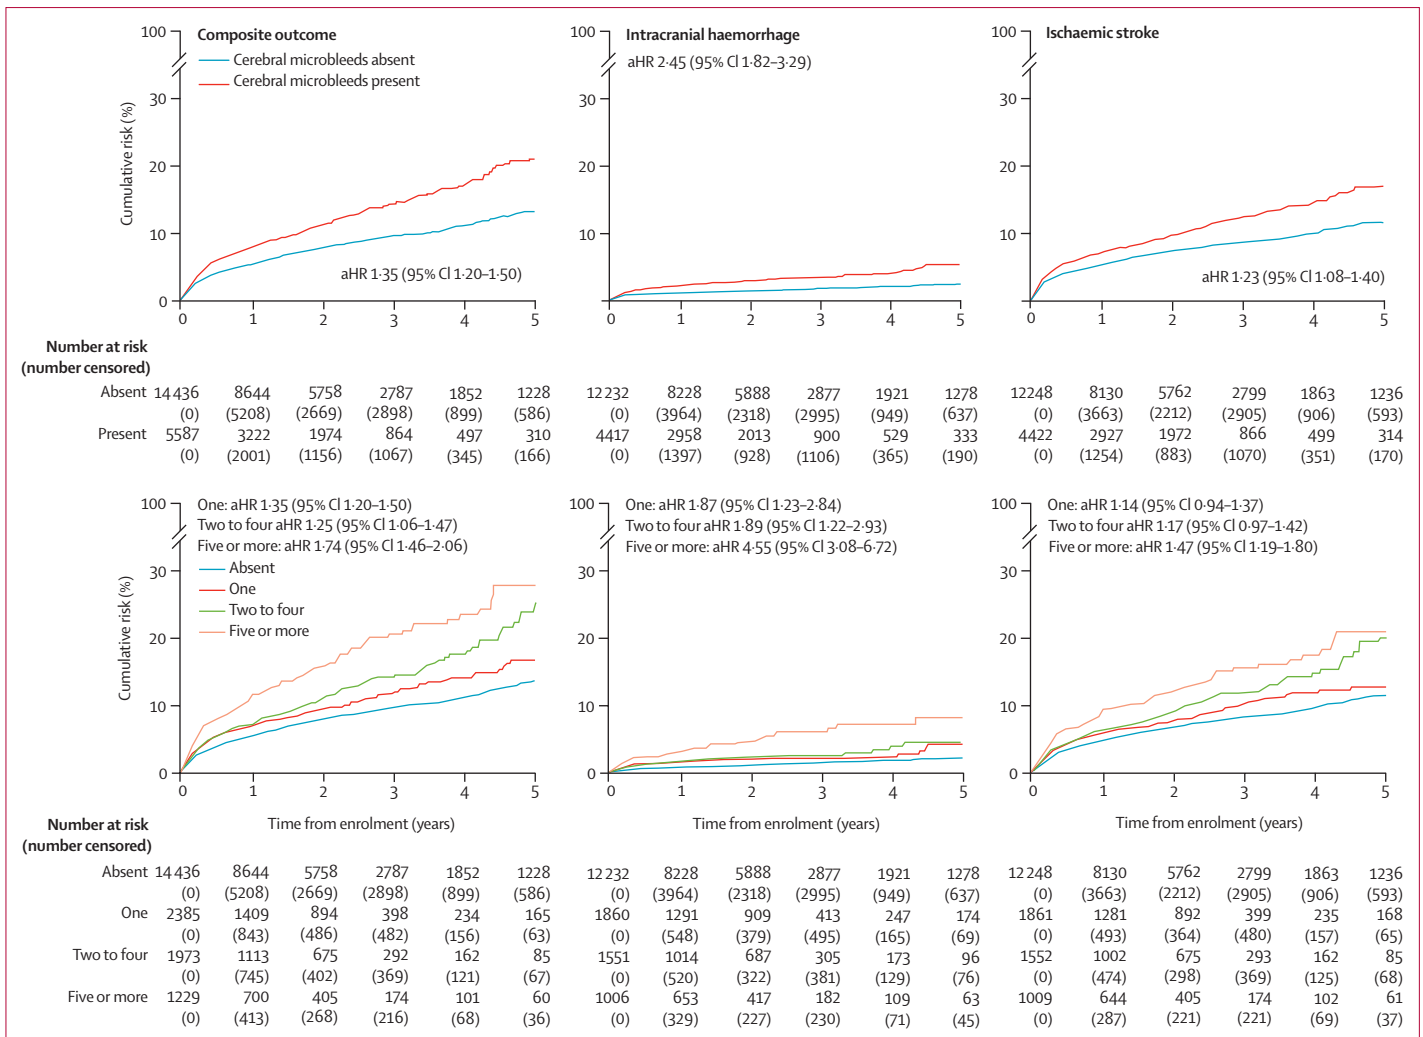 Composite outcome
Cerebral microbleeds absent
Cerebral microbleeds present
Cumulative risk (%)
100
30
20
10
0
aHR 1·35 (95% CI 1·20–1·50)
0 1 2 3 4 5
Intracranial haemorrhage
aHR 2·45 (95% CI 1·82–3·29)
100
30
20
10
0
0 1 2 3 4 5
Ischaemic stroke
100
30
20
10
0
aHR 1·23 (95% CI 1·08–1·40)
0 1 2 3 4 5
Number at risk
(number censored)
Absent 14 436 8644 5758 2787 1852 1228 12 232 8228 5888 2877 1921 1278 12 248 8130 5762 2799 1863 1236
(0) (5208) (2669) (2898) (899) (586) (0) (3964) (2318) (2995) (949) (637) (0) (3663) (2212) (2905) (906) (593)
Present 5587 3222 1974 864 497 310 4417 2958 2013 900 529 333 4422 2927 1972 866 499 314
(0) (2001) (1156) (1067) (345) (166) (0) (1397) (928) (1106) (365) (190) (0) (1254) (883) (1070) (351) (170)
One: aHR 1·35 (95% CI 1·20–1·50)
Two to four aHR 1·25 (95% CI 1·06–1·47)
Five or more: aHR 1·74 (95% CI 1·46–2·06)
Absent
One
Two to four
Five or more
Cumulative risk (%)
100
30
20
10
0
0 1 2 3 4 5
Time from enrolment (years)
One: aHR 1·87 (95% CI 1·23–2·84)
Two to four aHR 1·89 (95% CI 1·22–2·93)
Five or more: aHR 4·55 (95% CI 3·08–6·72)
100
30
20
10
0
0 1 2 3 4 5
Time from enrolment (years)
One: aHR 1·14 (95% CI 0·94–1·37)
Two to four aHR 1·17 (95% CI 0·97–1·42)
Five or more: aHR 1·47 (95% CI 1·19–1·80)
100
30
20
10
0
0 1 2 3 4 5
Time from enrolment (years)
Number at risk
(number censored)
Absent 14 436 8644 5758 2787 1852 1228 12 232 8228 5888 2877 1921 1278 12 248 8130 5762 2799 1863 1236
(0) (5208) (2669) (2898) (899) (586) (0) (3964) (2318) (2995) (949) (637) (0) (3663) (2212) (2905) (906) (593)
One 2385 1409 894 398 234 165 1860 1291 909 413 247 174 1861 1281 892 399 235 168
(0) (843) (486) (482) (156) (63) (0) (548) (379) (495) (165) (69) (0) (493) (364) (480) (157) (65)
Two to four 1973 1113 675 292 162 85 1551 1014 687 305 173 96 1552 1002 675 293 162 85
(0) (745) (402) (369) (121) (67) (0) (520) (322) (381) (129) (76) (0) (474) (298) (369) (125) (68)
Five or more 1229 700 405 174 101 60 1006 653 417 182 109 63 1009 644 405 174 102 61
(0) (413) (268) (216) (68) (36) (0) (329) (227) (230) (71) (45) (0) (287) (221) (221) (69) (37)